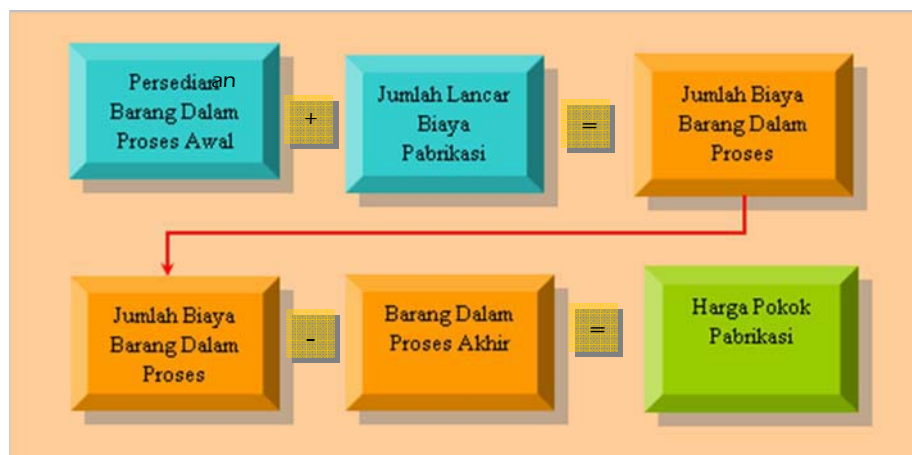 Persediaan
Barang Dalam
Proses Awal
+
Jumlah Lancar
Biaya
Pabrikasi
=
Jumlah Biaya
Barang Dalam
Proses
Jumlah Biaya
Barang Dalam
Proses
-
Barang Dalam
Proses Akhir
=
Harga Pokok
Pabrikasi